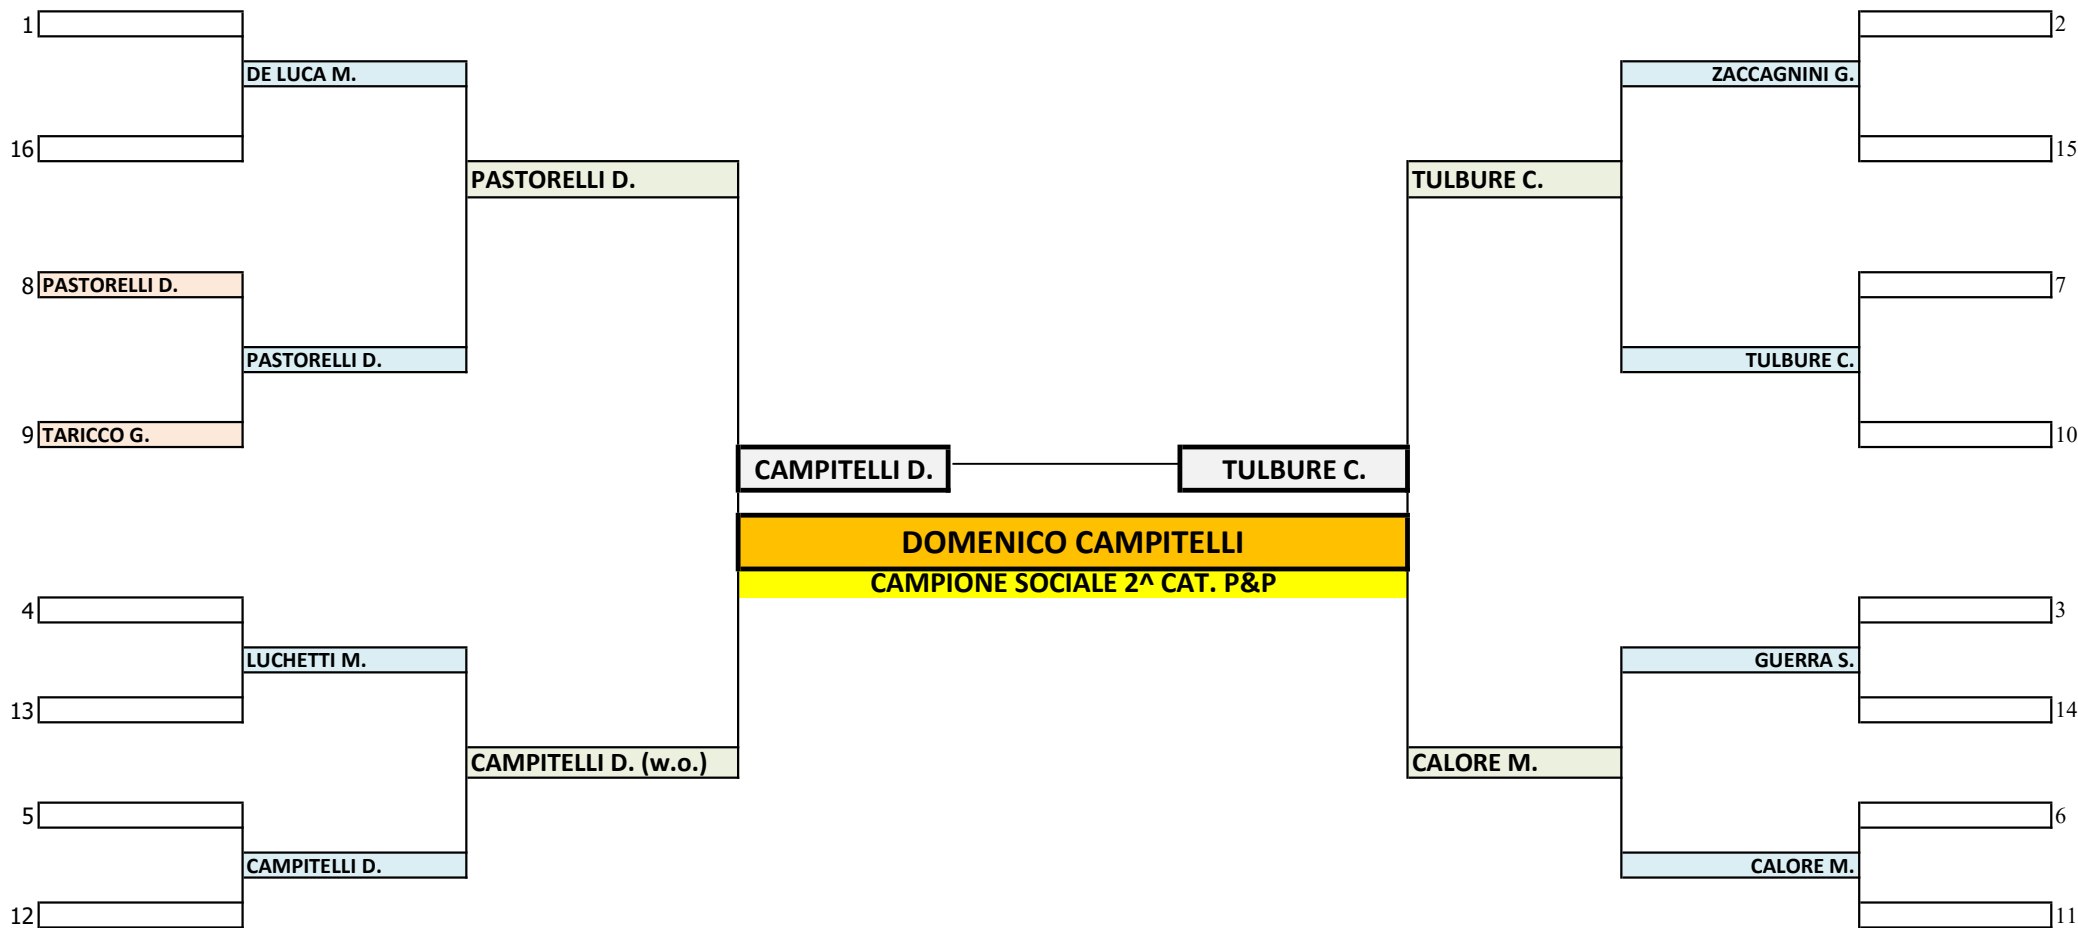 1
2
DE LUCA M.
ZACCAGNINI G.
16
15
PASTORELLI D.
TULBURE C.
8 PASTORELLI D.
7
PASTORELLI D.
TULBURE C.
9 TARICCO G.
10
CAMPITELLI D.
TULBURE C.
DOMENICO CAMPITELLI
CAMPIONE SOCIALE 2^ CAT. P&P
4
3
LUCHETTI M.
GUERRA S.
13
14
CAMPITELLI D. (w.o.)
CALORE M.
5
6
CAMPITELLI D.
CALORE M.
12
11